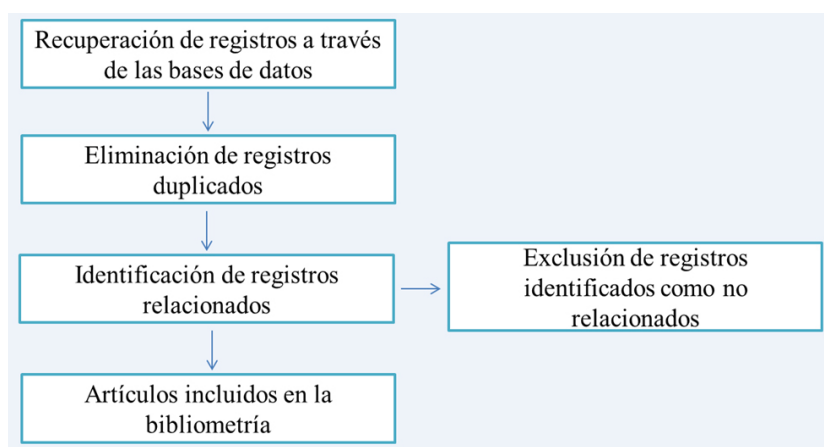 Recuperación de registros a través
de las bases de datos
Eliminación de registros
duplicados
Identificación de registros
relacionados
Exclusión de registros
identificados como no
relacionados
Artículos incluidos en la
bibliometría